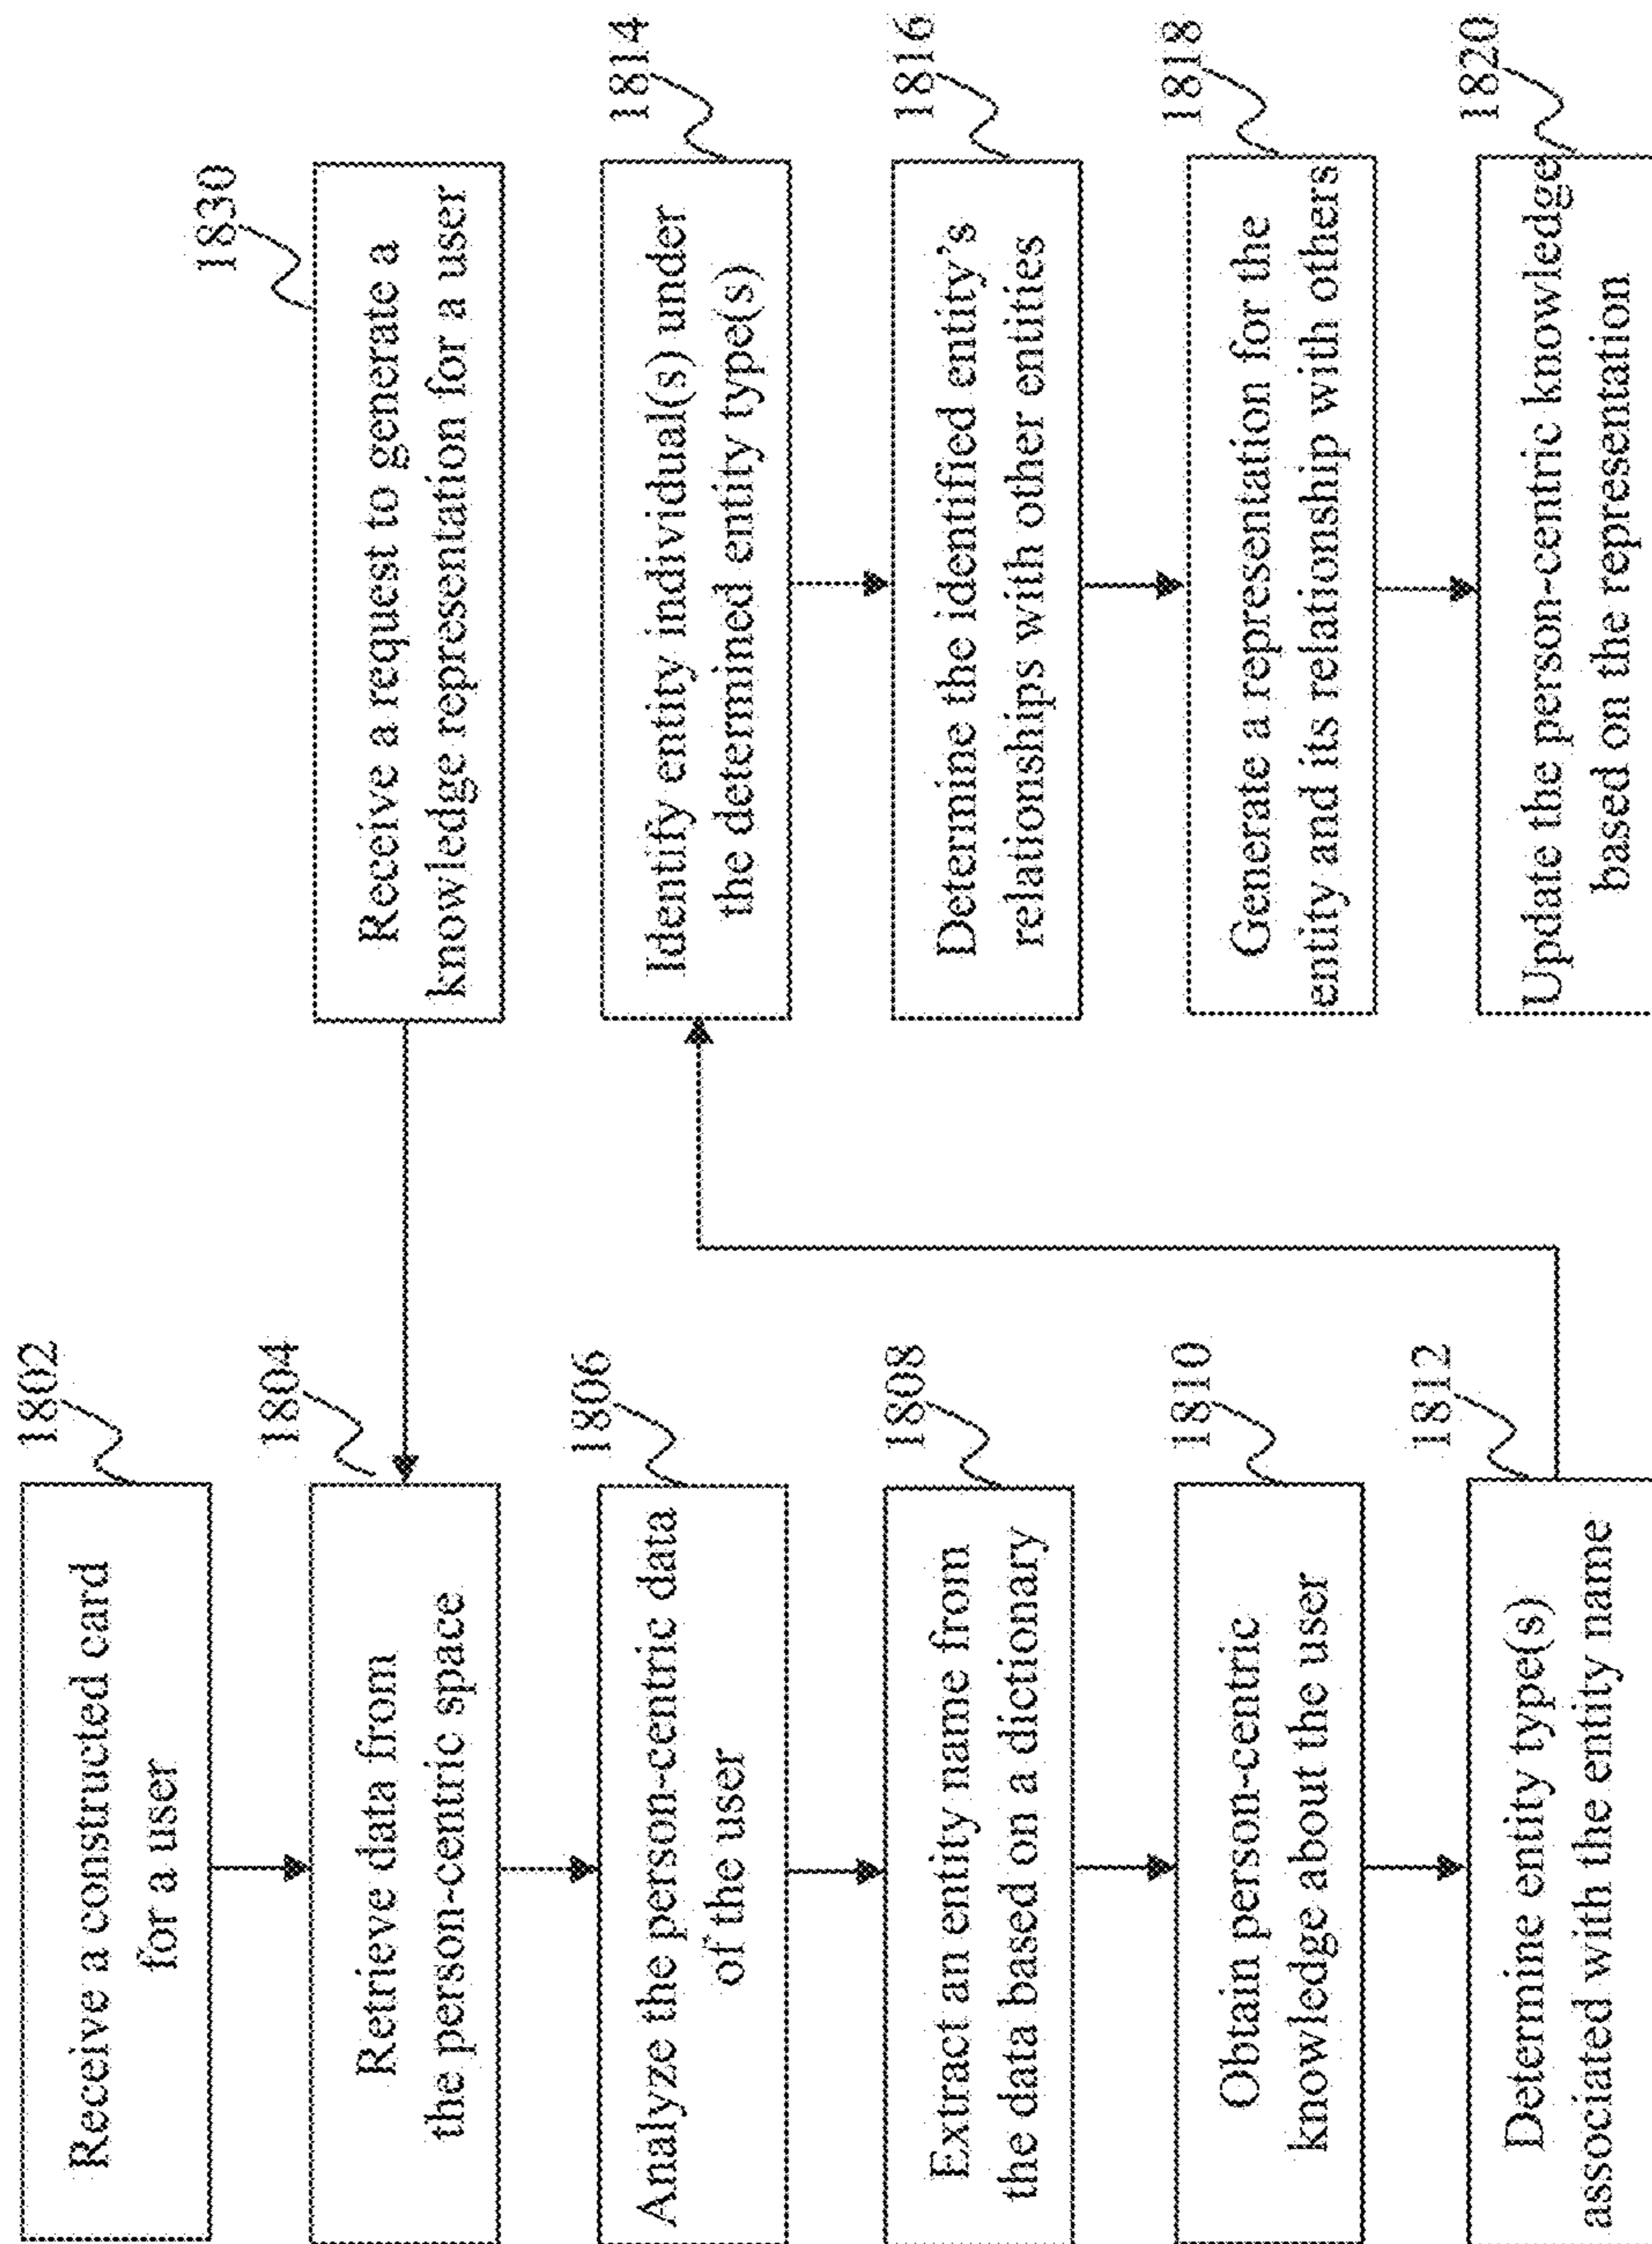 1802
Receive a constructed card
for a user
1804
Retrieve data from
the person-centric space
1806
Analyze the person-centric data
of the user
1808
Extract an entity name from
the data based on a dictionary
1810
Obtain person-centric
knowledge about the user
1812
Determine entity type(s)
associated with the entity name
1830
Receive a request to generate a
knowledge representation for a user
1814
Identify entity individual(s) under
the determined entity type(s)
1816
Determine the identified entity's
relationships with other entities
1818
Generate a representation for the
entity and its relationship with others
1820
Update the person-centric knowledge
based on the representation